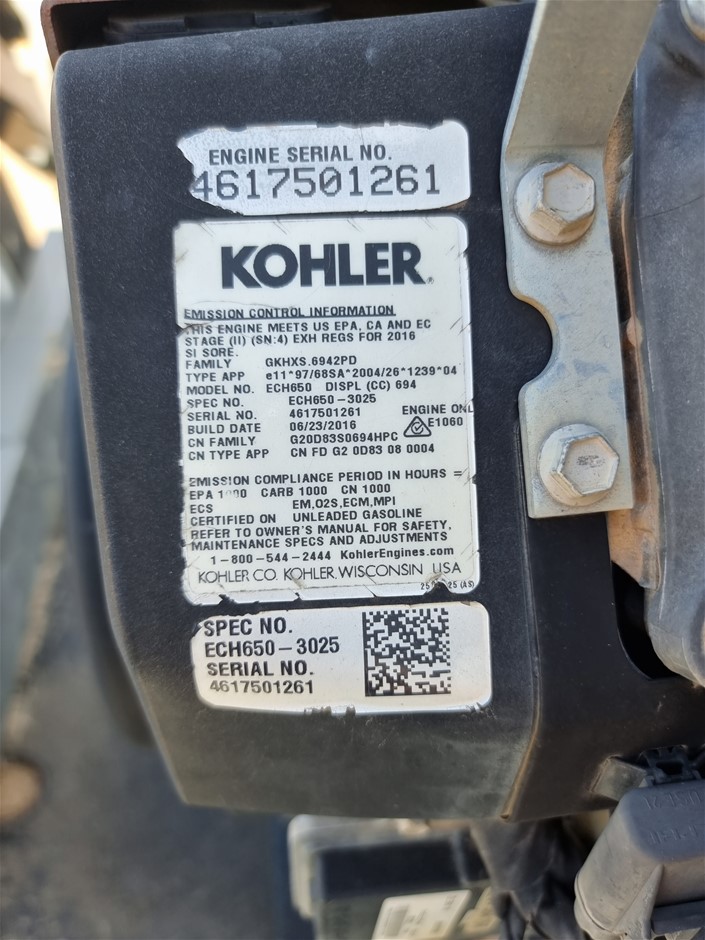 ENGINE SERIAL NO.
4617501261
KOHLER
EMISSION CONTROL INFORMATION
THIS ENGINE MEETS US EPA, CA AND EC
STAGE (II) (SN:4) EXH REGS FOR 2016
SI SORE.
FAMILY GKHXS.6942PD
TYPE APP e11*97/68SA*2004/26*1239*04
MODEL NO. ECH650 DISPL (CC) 694
SPEC NO. ECH650-3025
SERIAL NO. 4617501261 ENGINE ONL
BUILD DATE 06/23/2016 E1060
CN FAMILY G20D83S0694HPC
CN TYPE APP CN FD G2 0D83 08 0004
EMISSION COMPLIANCE PERIOD IN HOURS =
EPA 1000 CARB 1000 CN 1000
ECS EM,O2S,ECM,MPI
CERTIFIED ON UNLEADED GASOLINE
REFER TO OWNER'S MANUAL FOR SAFETY,
MAINTENANCE SPECS AND ADJUSTMENTS
1-800-544-2444 KohlerEngines.com
KOHLER CO. KOHLER, WISCONSIN USA
SPEC NO.
ECH650-3025
SERIAL NO.
4617501261